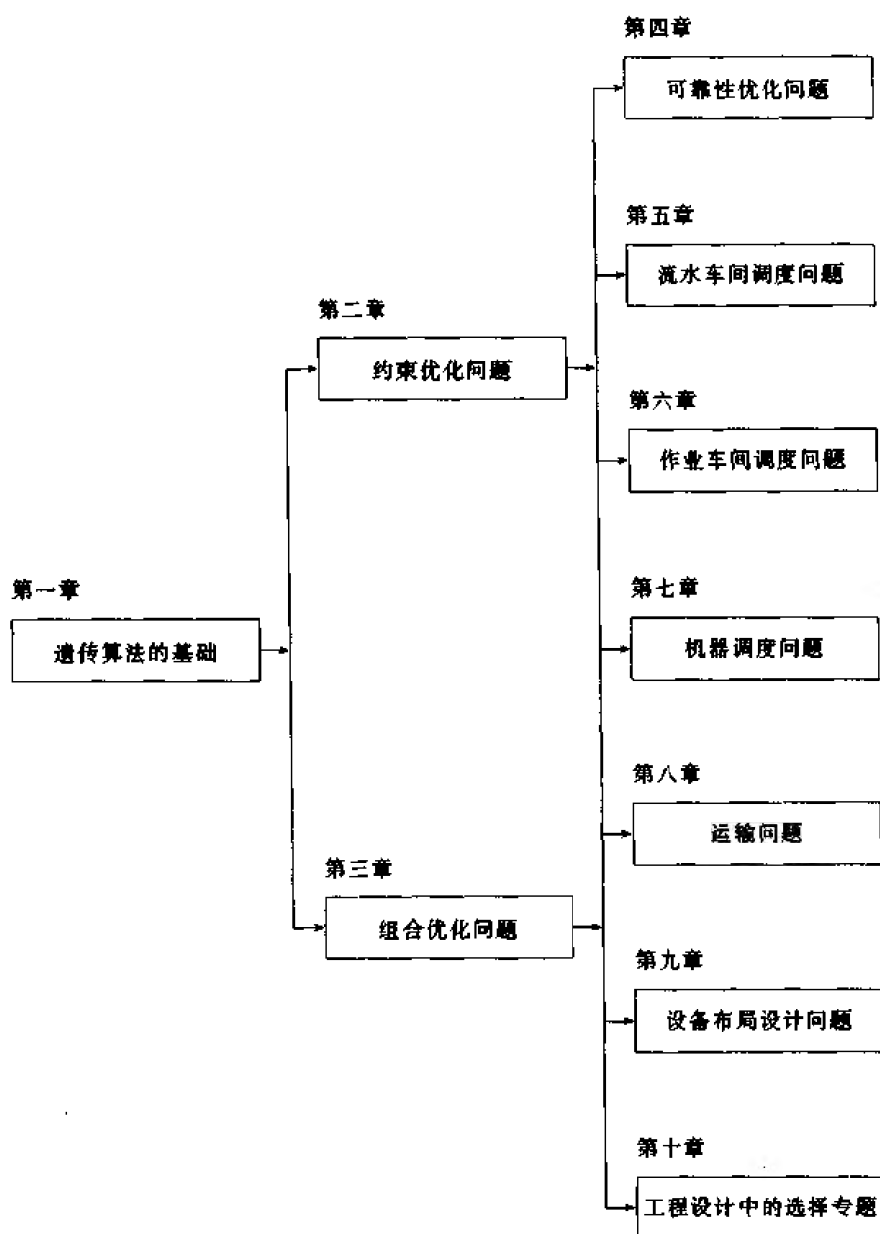 第一章
遗传算法的基础
第二章
约束优化问题
第三章
组合优化问题
第四章
可靠性优化问题
第五章
流水车间调度问题
第六章
作业车间调度问题
第七章
机器调度问题
第八章
运输问题
第九章
设备布局设计问题
第十章
工程设计中的选择专题